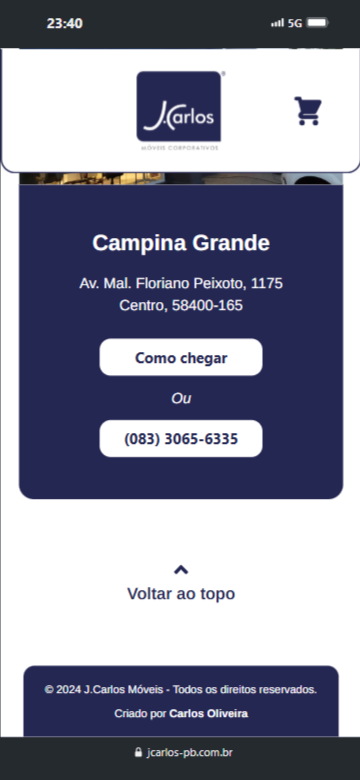 23:40
5G
J.Carlos
®
MÓVEIS CORPORATIVOS
Campina Grande
Av. Mal. Floriano Peixoto, 1175
Centro, 58400-165
Como chegar
Ou
(083) 3065-6335
Voltar ao topo
© 2024 J.Carlos Móveis - Todos os direitos reservados.
Criado por Carlos Oliveira
jcarlos-pb.com.br